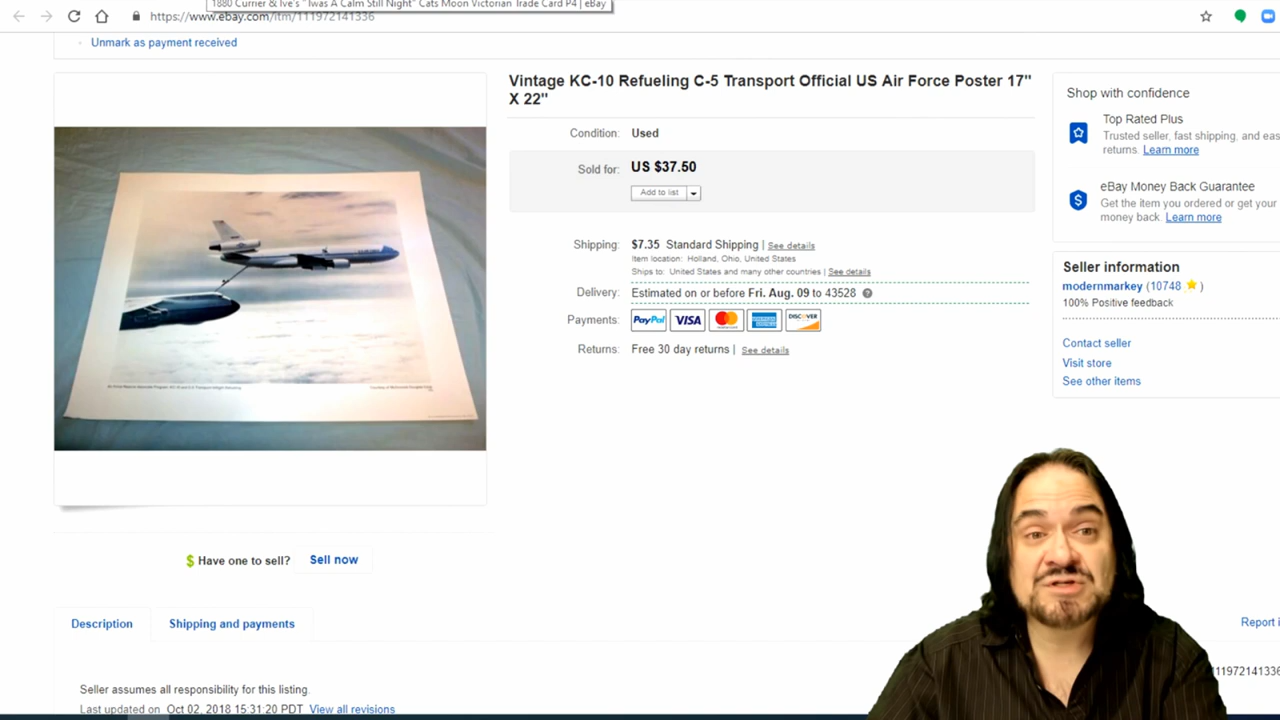 1880 Currier & Ive's "Twas A Calm Still Night" Cats Moon Victorian Trade Card P4 | eBay
https://www.ebay.com/itm/111972141336
Unmark as payment received
Vintage KC-10 Refueling C-5 Transport Official US Air Force Poster 17"
X 22"
Condition: Used
Sold for: US $37.50
Add to list
Shipping: $7.35 Standard Shipping | See details
Item location: Holland, Ohio, United States
Ships to: United States and many other countries | See details
Delivery: Estimated on or before Fri. Aug. 09 to 43528 ?
Payments: PayPal VISA MasterCard AMERICAN EXPRESS DISCOVER
Returns: Free 30 day returns | See details
Shop with confidence
Top Rated Plus
Trusted seller, fast shipping, and eas
returns. Learn more
eBay Money Back Guarantee
Get the item you ordered or get your
money back. Learn more
Seller information
modernmarkey (10748 )
100% Positive feedback
Contact seller
Visit store
See other items
$ Have one to sell? Sell now
Description
Shipping and payments
Report i
111972141336
Seller assumes all responsibility for this listing.
Last updated on Oct 02, 2018 15:31:20 PDT View all revisions